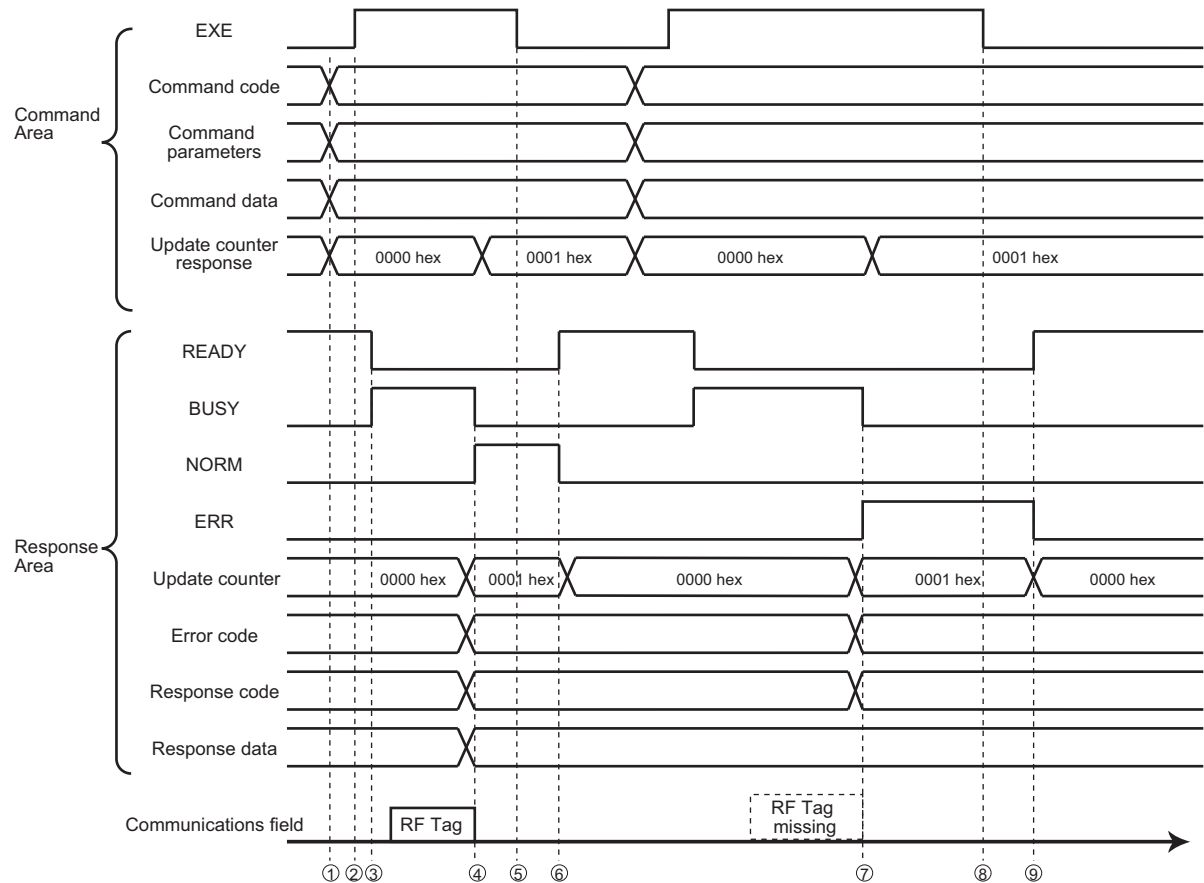 EXE
Command code
Command
Area
Command
parameters
Command data
Update counter
response
0000 hex
0001 hex
0000 hex
0001 hex
READY
BUSY
NORM
ERR
Response
Area
Update counter
0000 hex
0001 hex
0000 hex
0001 hex
0000 hex
Error code
Response code
Response data
Communications field
RF Tag
RF Tag
missing
① ② ③ ④ ⑤ ⑥ ⑦ ⑧ ⑨